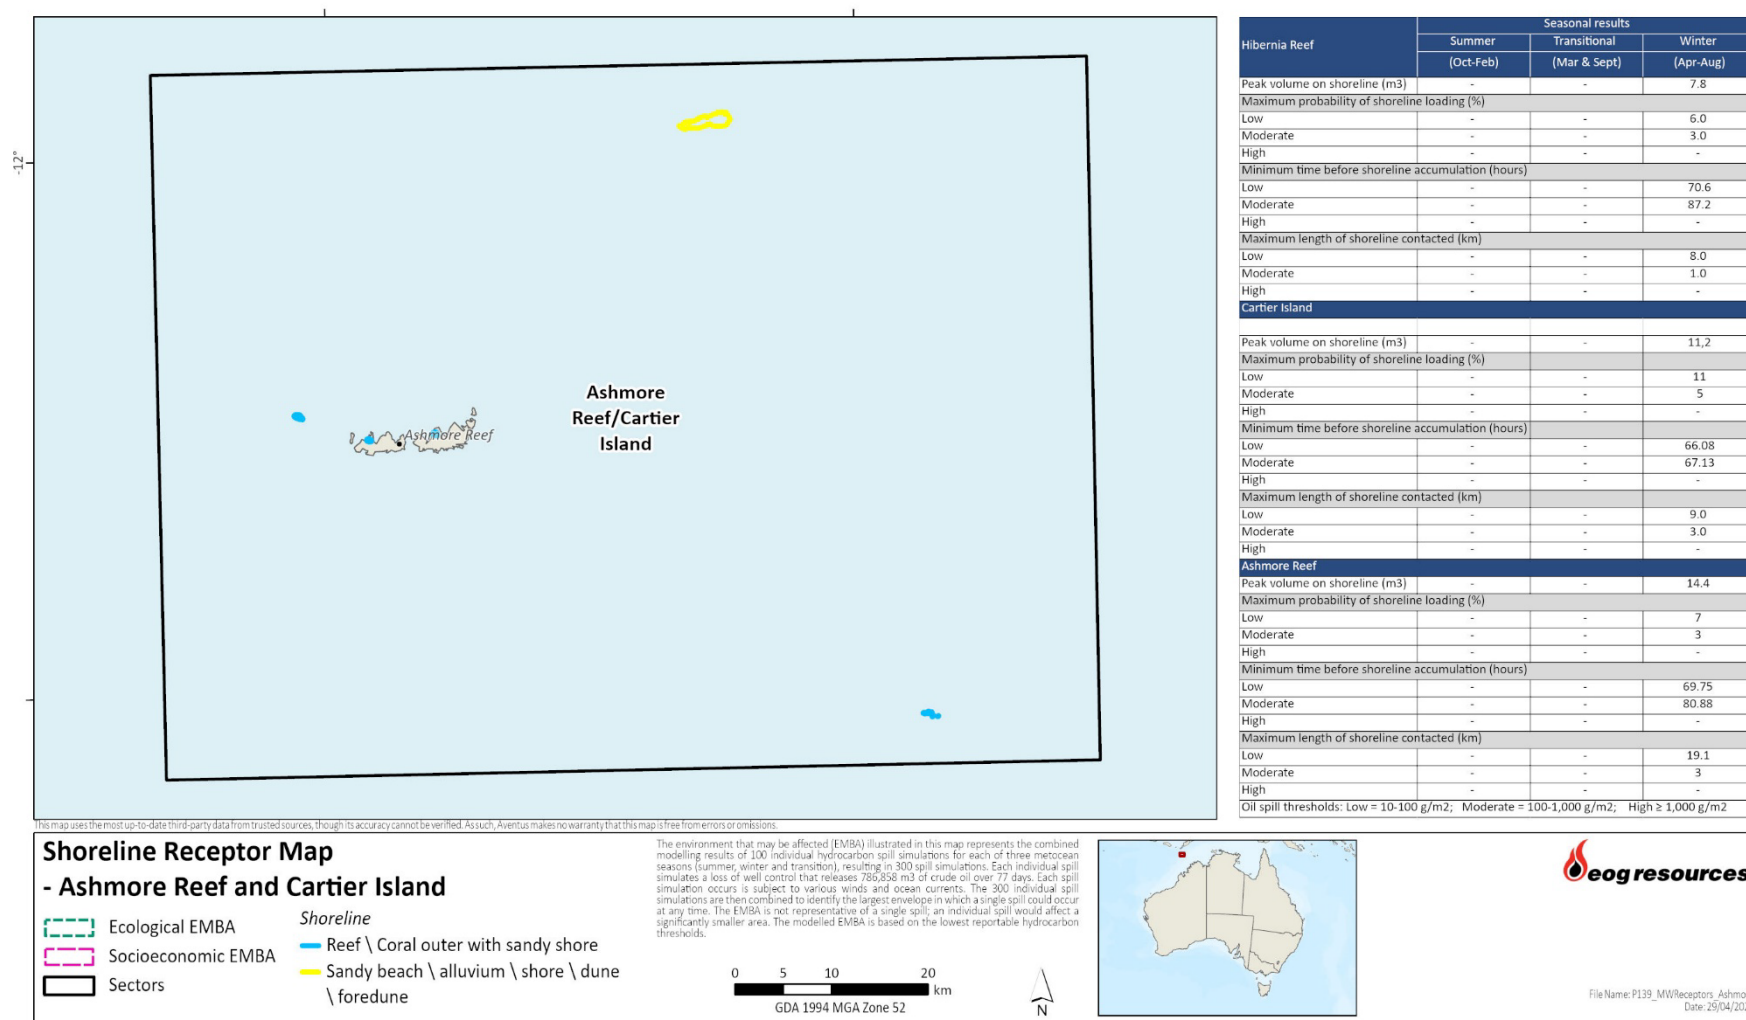 -12°
Ashmore
Reef/Cartier
Island
Ashmore Reef
Hibernia Reef
Seasonal results
Summer Transitional Winter
(Oct-Feb) (Mar & Sept) (Apr-Aug)
Peak volume on shoreline (m3) - - 7.8
Maximum probability of shoreline loading (%)
Low - - 6.0
Moderate - - 3.0
High - - -
Minimum time before shoreline accumulation (hours)
Low - - 70.6
Moderate - - 87.2
High - - -
Maximum length of shoreline contacted (km)
Low - - 8.0
Moderate - - 1.0
High - - -
Cartier Island
Peak volume on shoreline (m3) - - 11,2
Maximum probability of shoreline loading (%)
Low - - 11
Moderate - - 5
High - - -
Minimum time before shoreline accumulation (hours)
Low - - 66.08
Moderate - - 67.13
High - - -
Maximum length of shoreline contacted (km)
Low - - 9.0
Moderate - - 3.0
High - - -
Ashmore Reef
Peak volume on shoreline (m3) - - 14.4
Maximum probability of shoreline loading (%)
Low - - 7
Moderate - - 3
High - - -
Minimum time before shoreline accumulation (hours)
Low - - 69.75
Moderate - - 80.88
High - - -
Maximum length of shoreline contacted (km)
Low - - 19.1
Moderate - - 3
High - - -
Oil spill thresholds: Low = 10-100 g/m2; Moderate = 100-1,000 g/m2; High ≥ 1,000 g/m2
This map uses the most up-to-date third-party data from trusted sources, though its accuracy cannot be verified. As such, Aventus makes no warranty that this map is free from errors or omissions.
Shoreline Receptor Map
- Ashmore Reef and Cartier Island
Ecological EMBA
Socioeconomic EMBA
Sectors
Shoreline
Reef \ Coral outer with sandy shore
Sandy beach \ alluvium \ shore \ dune
\ foredune
The environment that may be affected (EMBA) illustrated in this map represents the combined
modelling results of 100 individual hydrocarbon spill simulations for each of three metocean
seasons (summer, winter and transition), resulting in 300 spill simulations. Each individual spill
simulates a loss of well control that releases 786,858 m3 of crude oil over 77 days. Each spill
simulation occurs is subject to various winds and ocean currents. The 300 individual spill
simulations are then combined to identify the largest envelope in which a single spill could occur
at any time. The EMBA is not representative of a single spill; an individual spill would affect a
significantly smaller area. The modelled EMBA is based on the lowest reportable hydrocarbon
thresholds.
0 5 10 20
km
GDA 1994 MGA Zone 52
N
eog resources
File Name: P139_MWReceptors_Ashmo
Date: 29/04/202